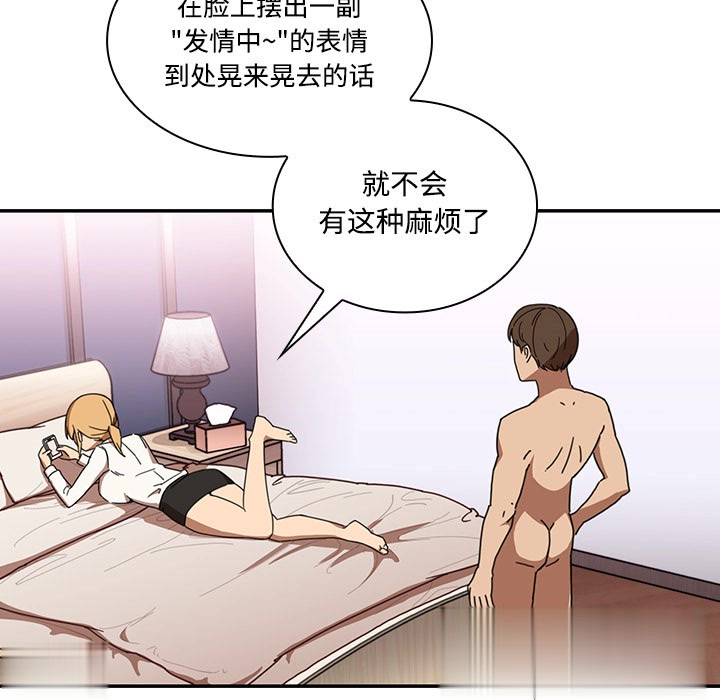 在脸上摆出一副
"发情中~"的表情
到处晃来晃去的话
就不会
有这种麻烦了